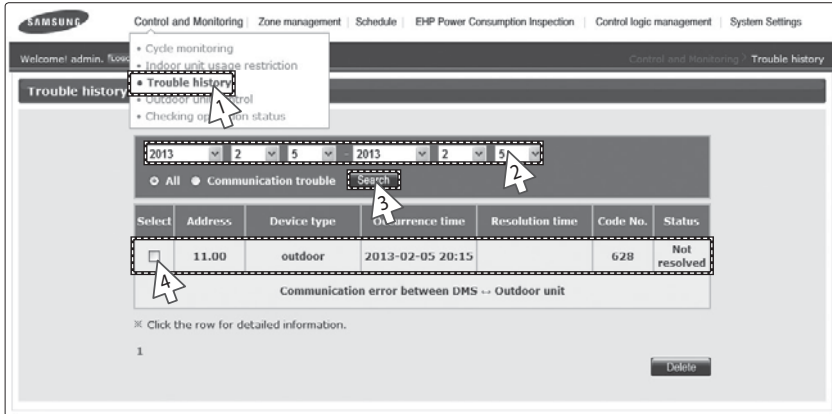 SAMSUNG
Control and Monitoring | Zone management | Schedule | EHP Power Consumption Inspection | Control logic management | System Settings
Welcome! admin.
Control and Monitoring > Trouble history
• Cycle monitoring
• Indoor unit usage restriction
• Trouble history
• Outdoor unit control
• Checking operation status
Trouble history
1
2013 2 5 - 2013 2 5
2
All Communication trouble Search
3
Select Address Device type Occurrence time Resolution time Code No. Status
11.00 outdoor 2013-02-05 20:15 628 Not resolved
4
Communication error between DMS ↔ Outdoor unit
※ Click the row for detailed information.
1
Delete